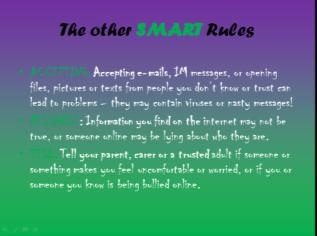 The other SMART Rules
• ACCEPTING: Accepting e-mails, IM messages, or opening
files, pictures or texts from people you don't know or trust can
lead to problems – they may contain viruses or nasty messages!
• RELIABLE: Information you find on the internet may not be
true, or someone online may be lying about who they are.
• TELL: Tell your parent, carer or a trusted adult if someone or
something makes you feel uncomfortable or worried, or if you or
someone you know is being bullied online.